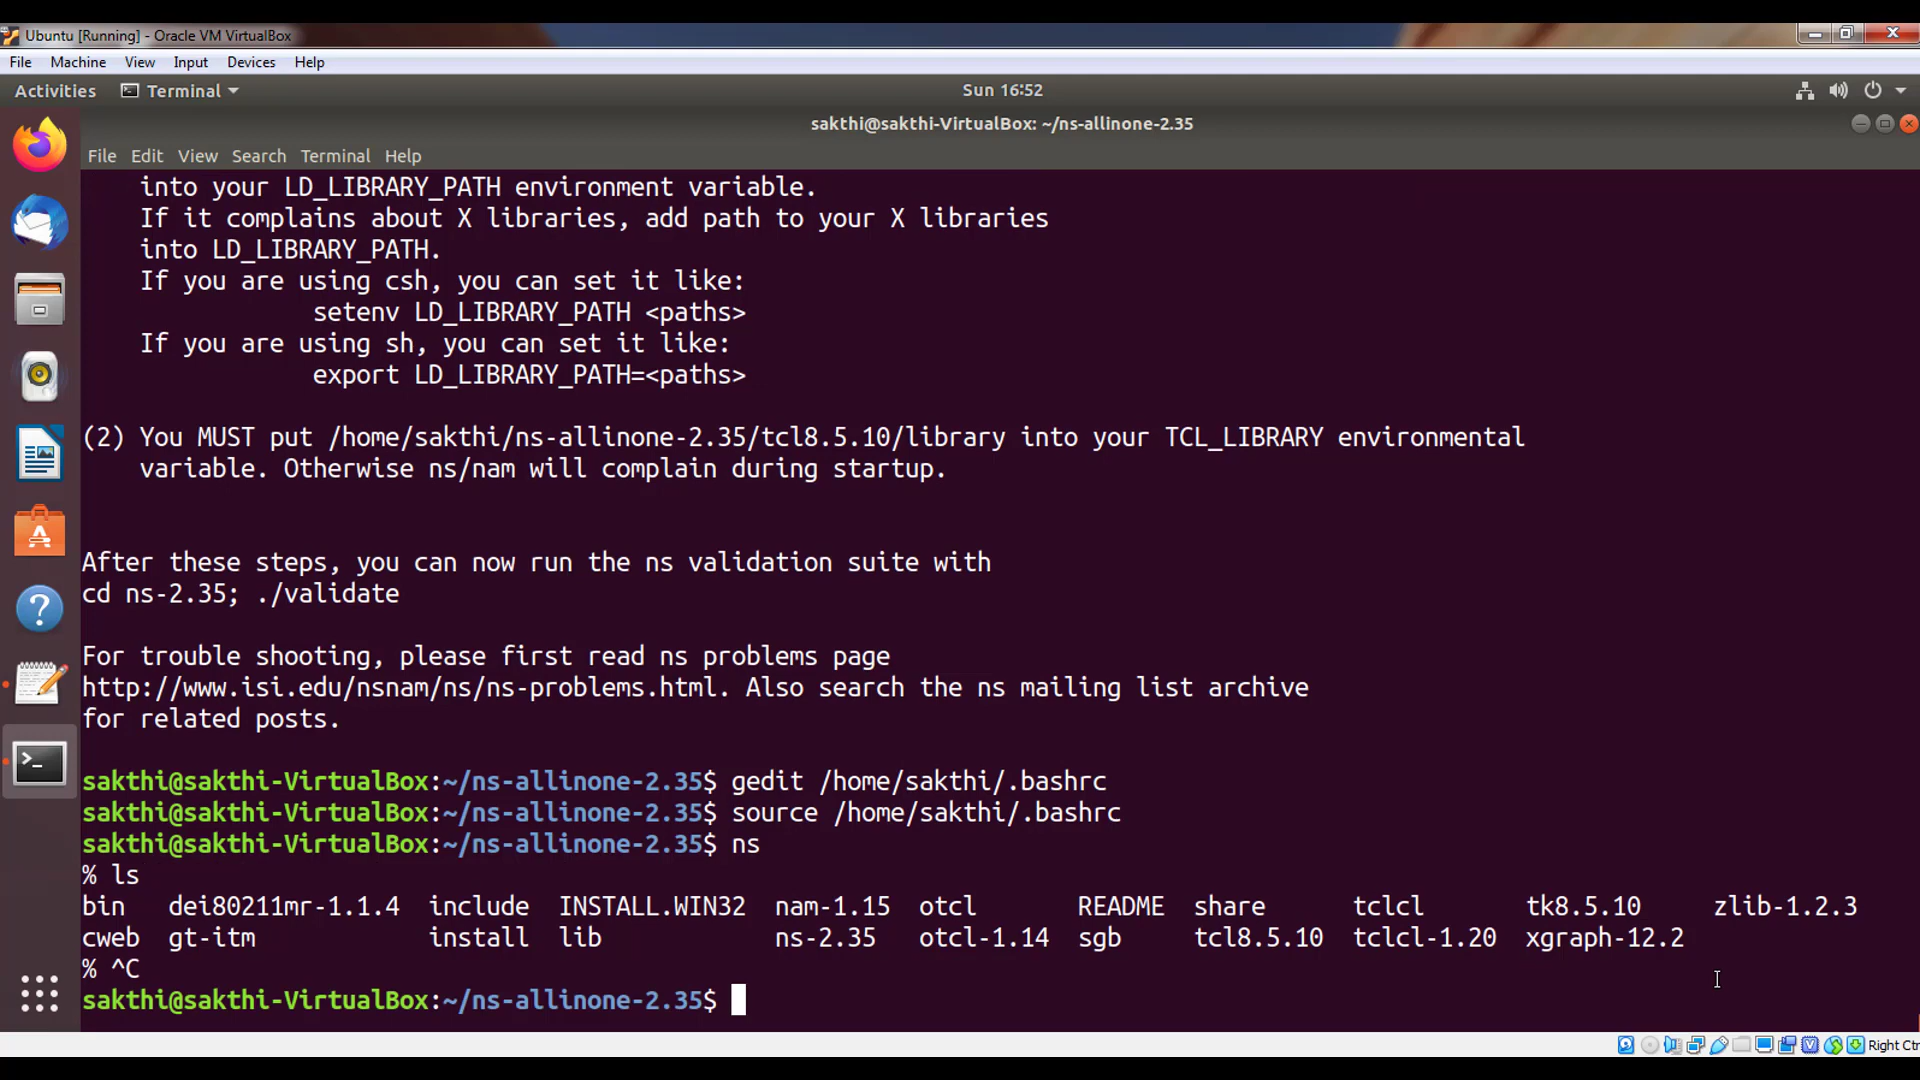 Ubuntu [Running] - Oracle VM VirtualBox
File Machine View Input Devices Help
Activities Terminal Sun 16:52
sakthi@sakthi-VirtualBox: ~/ns-allinone-2.35
File Edit View Search Terminal Help
into your LD_LIBRARY_PATH environment variable.
If it complains about X libraries, add path to your X libraries
into LD_LIBRARY_PATH.
If you are using csh, you can set it like:
setenv LD_LIBRARY_PATH <paths>
If you are using sh, you can set it like:
export LD_LIBRARY_PATH=<paths>
(2) You MUST put /home/sakthi/ns-allinone-2.35/tcl8.5.10/library into your TCL_LIBRARY environmental
variable. Otherwise ns/nam will complain during startup.
After these steps, you can now run the ns validation suite with
cd ns-2.35; ./validate
For trouble shooting, please first read ns problems page
http://www.isi.edu/nsnam/ns/ns-problems.html. Also search the ns mailing list archive
for related posts.
sakthi@sakthi-VirtualBox:~/ns-allinone-2.35$ gedit /home/sakthi/.bashrc
sakthi@sakthi-VirtualBox:~/ns-allinone-2.35$ source /home/sakthi/.bashrc
sakthi@sakthi-VirtualBox:~/ns-allinone-2.35$ ns
% ls
bin dei80211mr-1.1.4 include INSTALL.WIN32 nam-1.15 otcl README share tclcl tk8.5.10 zlib-1.2.3
cweb gt-itm install lib ns-2.35 otcl-1.14 sgb tcl8.5.10 tclcl-1.20 xgraph-12.2
% ^C
sakthi@sakthi-VirtualBox:~/ns-allinone-2.35$
Right Ctr